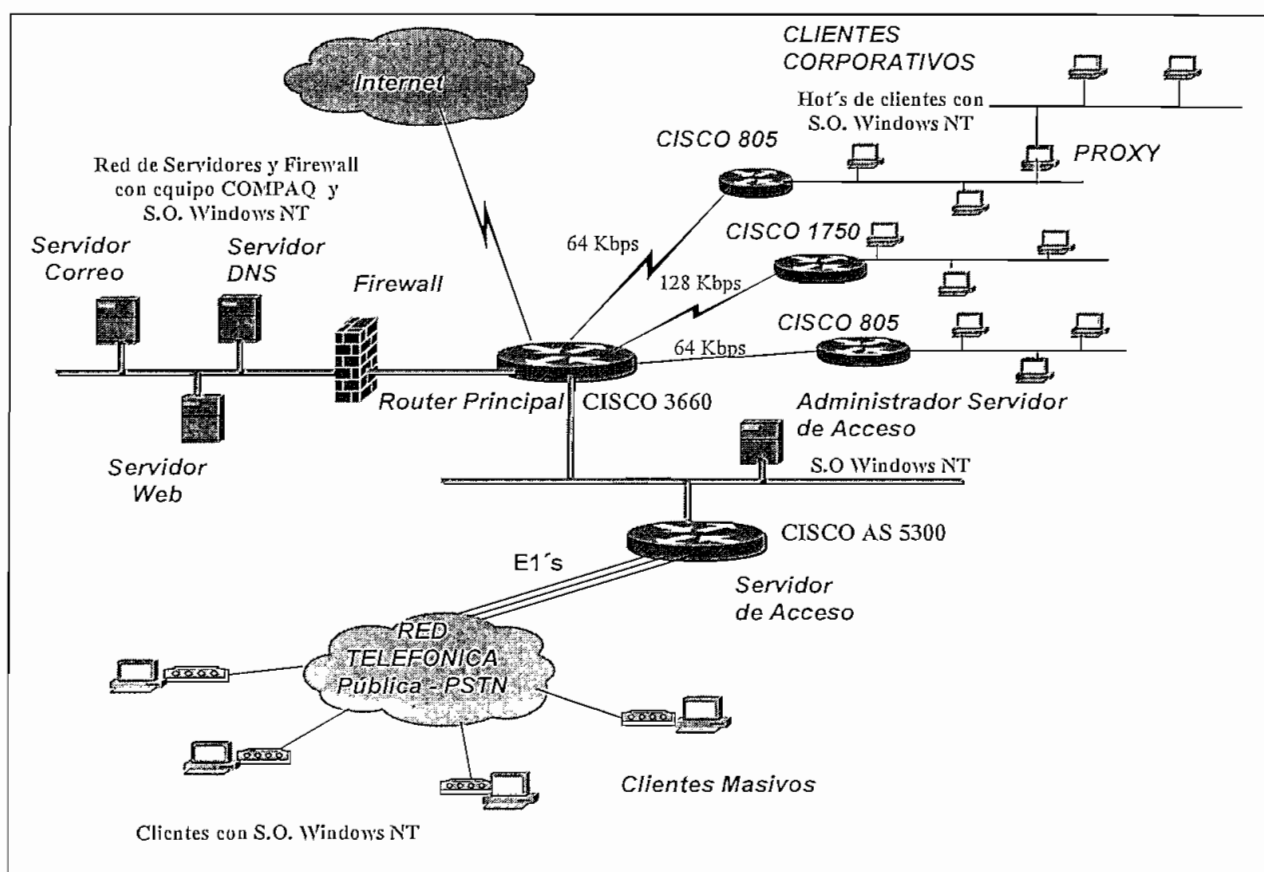 CLIENTES
CORPORATIVOS
Internet
Hot´s de clientes con
S.O. Windows NT
CISCO 805
PROXY
Red de Servidores y Firewall
con equipo COMPAQ y
S.O. Windows NT
Servidor
Correo
Servidor
DNS
Firewall
64 Kbps
CISCO 1750
128 Kbps
CISCO 805
64 Kbps
Router Principal
CISCO 3660
Administrador Servidor
de Acceso
S.O Windows NT
Servidor
Web
CISCO AS 5300
E1´s
Servidor
de Acceso
RED
TELEFONICA
Pública - PSTN
Clientes Masivos
Clientes con S.O. Windows NT